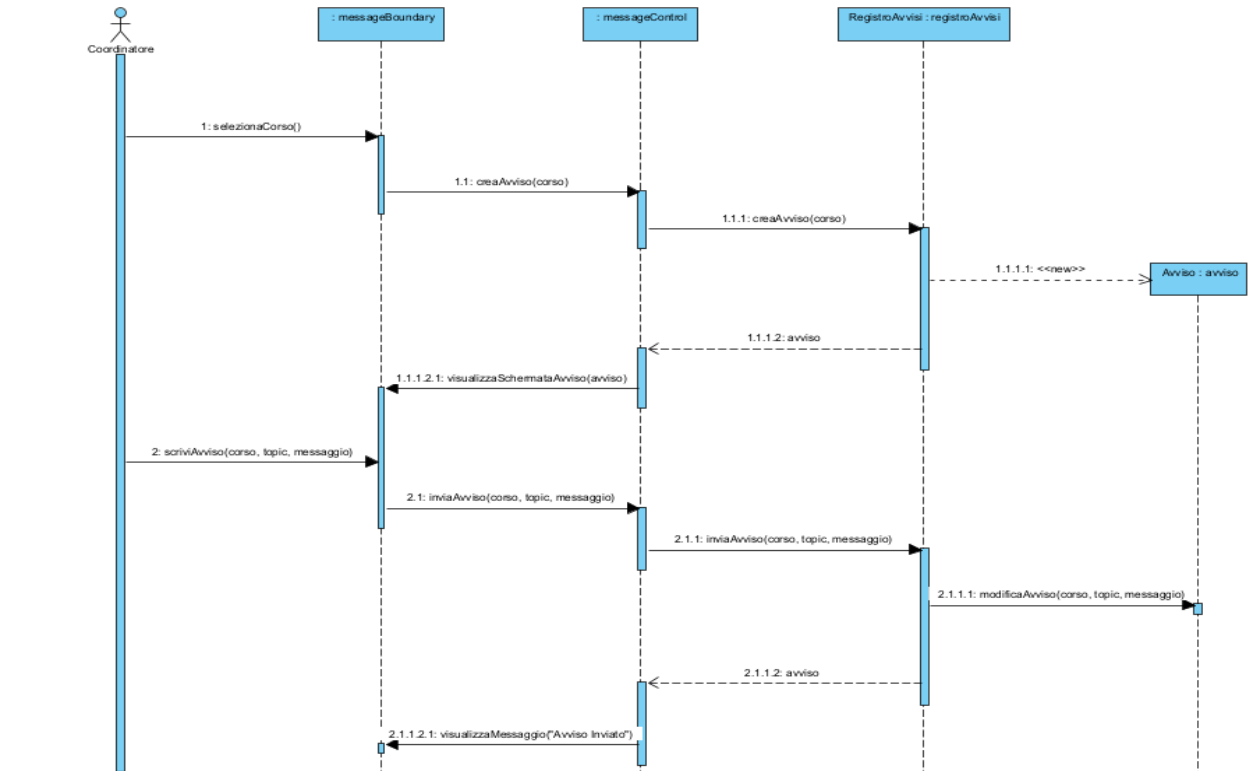 Coordinatore
: messageBoundary
: messageControl
RegistroAvvisi : registroAvvisi
1: selezionaCorso()
1.1: creaAvviso(corso)
1.1.1: creaAvviso(corso)
1.1.1.1: <<new>>
Avviso : avviso
1.1.1.2: avviso
1.1.1.2.1: visualizzaSchermataAvviso(avviso)
2: scriviAvviso(corso, topic, messaggio)
2.1: inviaAvviso(corso, topic, messaggio)
2.1.1: inviaAvviso(corso, topic, messaggio)
2.1.1.1: modificaAvviso(corso, topic, messaggio)
2.1.1.2: avviso
2.1.1.2.1: visualizzaMessaggio("Avviso Inviato")